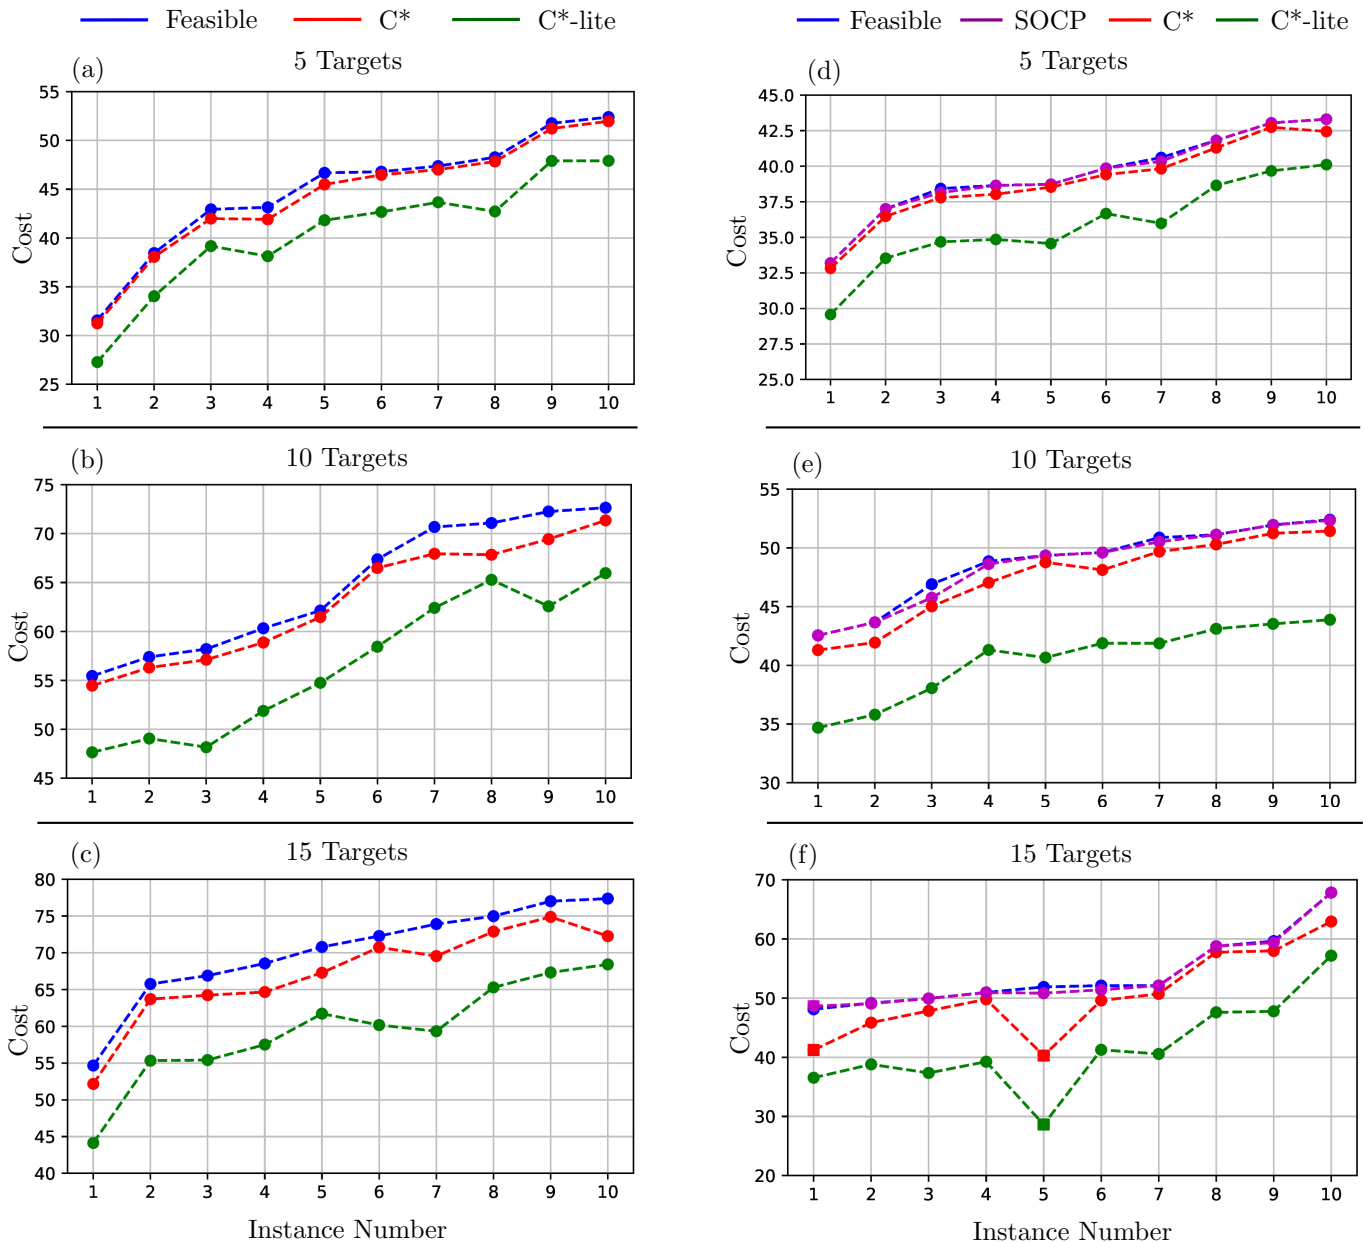 Feasible C* C*-lite
(a) 5 Targets
55
50
45
40
35
30
25
Cost
1 2 3 4 5 6 7 8 9 10
(b) 10 Targets
75
70
65
60
55
50
45
Cost
1 2 3 4 5 6 7 8 9 10
(c) 15 Targets
80
75
70
65
60
55
50
45
40
Cost
1 2 3 4 5 6 7 8 9 10
Instance Number
Feasible SOCP C* C*-lite
(d) 5 Targets
45.0
42.5
40.0
37.5
35.0
32.5
30.0
27.5
25.0
Cost
1 2 3 4 5 6 7 8 9 10
(e) 10 Targets
55
50
45
40
35
30
Cost
1 2 3 4 5 6 7 8 9 10
(f) 15 Targets
70
60
50
40
30
20
Cost
1 2 3 4 5 6 7 8 9 10
Instance Number